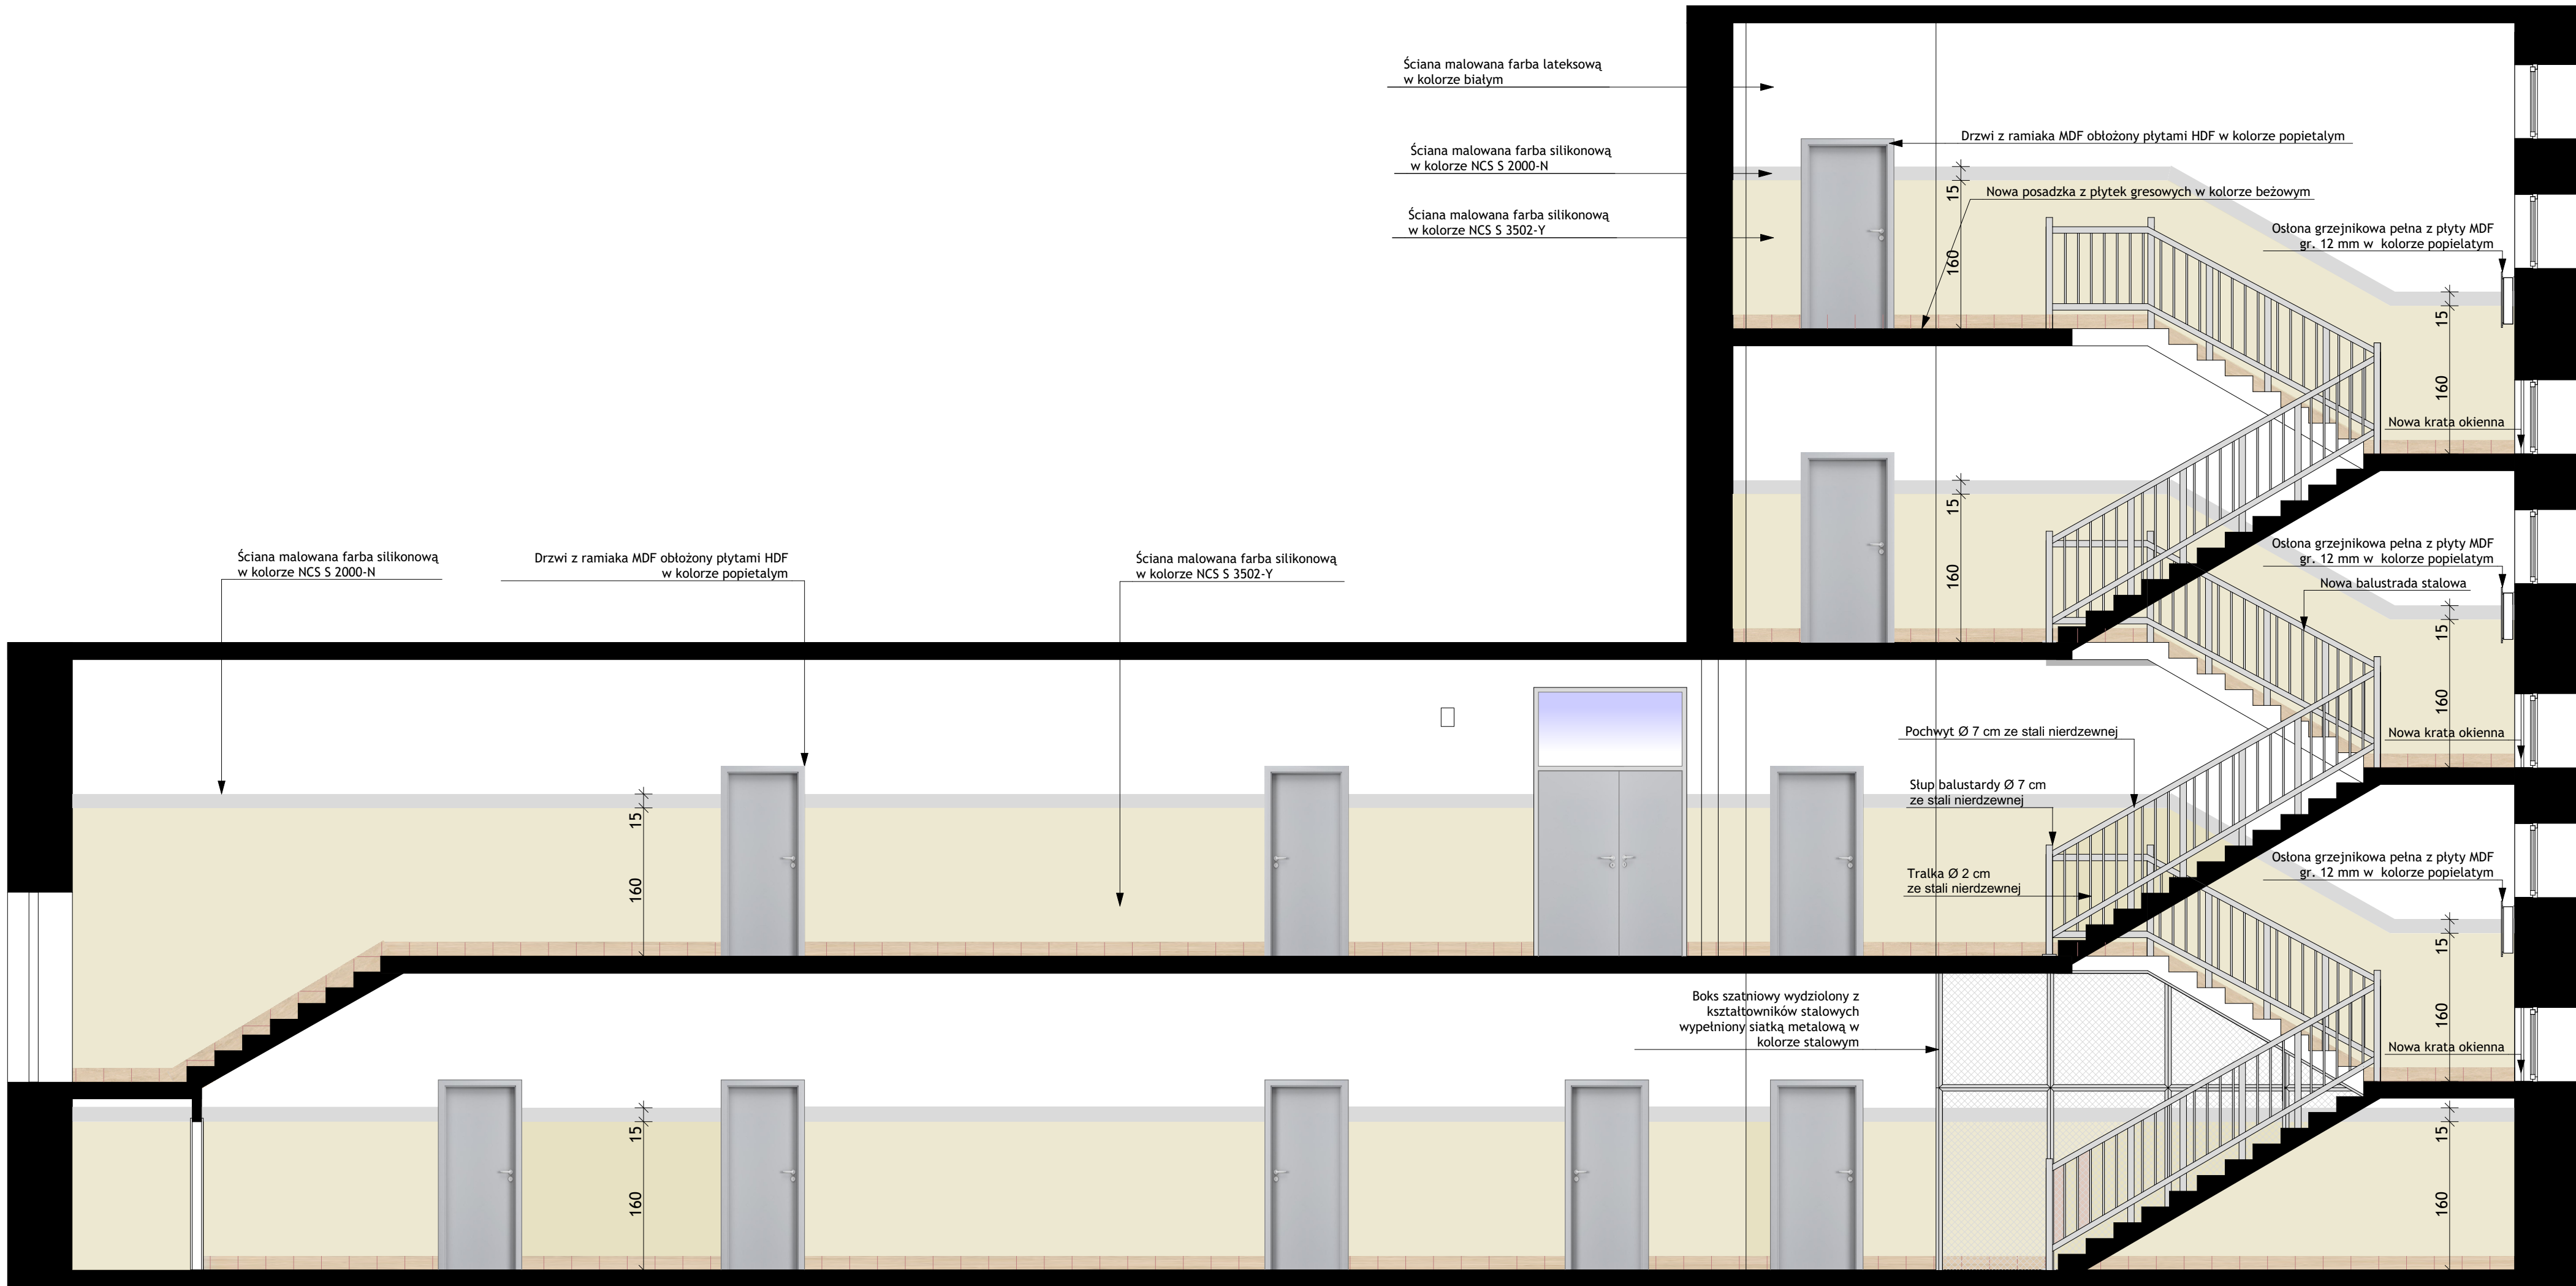 Ściana malowana farba lateksową
w kolorze białym
Ściana malowana farba silikonową
w kolorze NCS S 2000-N
Ściana malowana farba silikonową
w kolorze NCS S 3502-Y
Drzwi z ramiaka MDF obłożony płytami HDF w kolorze popietalym
Nowa posadzka z płytek gresowych w kolorze beżowym
15
160
Osłona grzejnikowa pełna z płyty MDF
gr. 12 mm w kolorze popielatym
15
160
Nowa krata okienna
15
160
Osłona grzejnikowa pełna z płyty MDF
gr. 12 mm w kolorze popielatym
Nowa balustrada stalowa
15
160
Nowa krata okienna
Ściana malowana farba silikonową
w kolorze NCS S 2000-N
Drzwi z ramiaka MDF obłożony płytami HDF
w kolorze popietalym
Ściana malowana farba silikonową
w kolorze NCS S 3502-Y
15
160
Pochwyt Ø 7 cm ze stali nierdzewnej
Słup balustardy Ø 7 cm
ze stali nierdzewnej
Tralka Ø 2 cm
ze stali nierdzewnej
Osłona grzejnikowa pełna z płyty MDF
gr. 12 mm w kolorze popielatym
15
160
Nowa krata okienna
Boks szatniowy wydziolony z
kształtowników stalowych
wypełniony siatką metalową w
kolorze stalowym
15
160
15
160